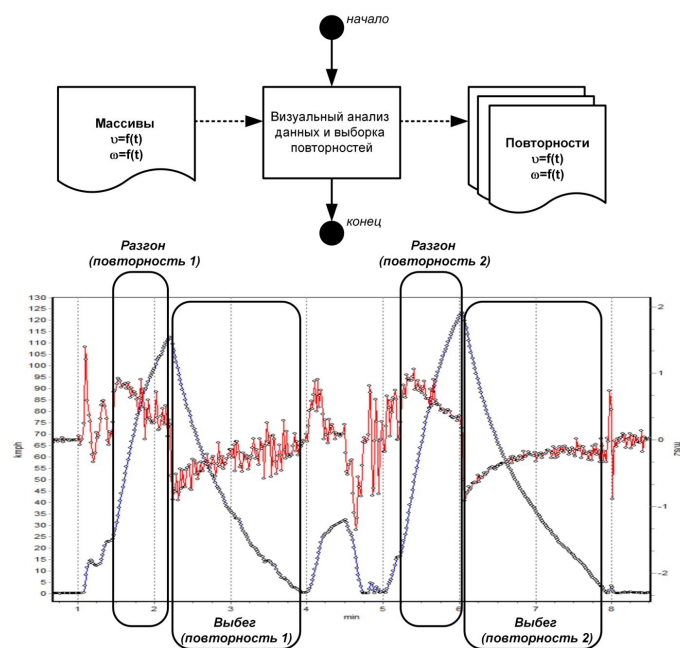 начало
Массивы
υ=f(t)
ω=f(t)
Визуальный анализ
данных и выборка
повторностей
Повторности
υ=f(t)
ω=f(t)
конец
Разгон
(повторность 1)
Разгон
(повторность 2)
130
125
120
115
110
105
100
95
90
85
80
75
70
65
60
55
50
45
40
35
30
25
20
15
10
5
0
kmph
2
1
0
-1
-2
1
2
3
4
5
6
7
8
min
Выбег
(повторность 1)
Выбег
(повторность 2)